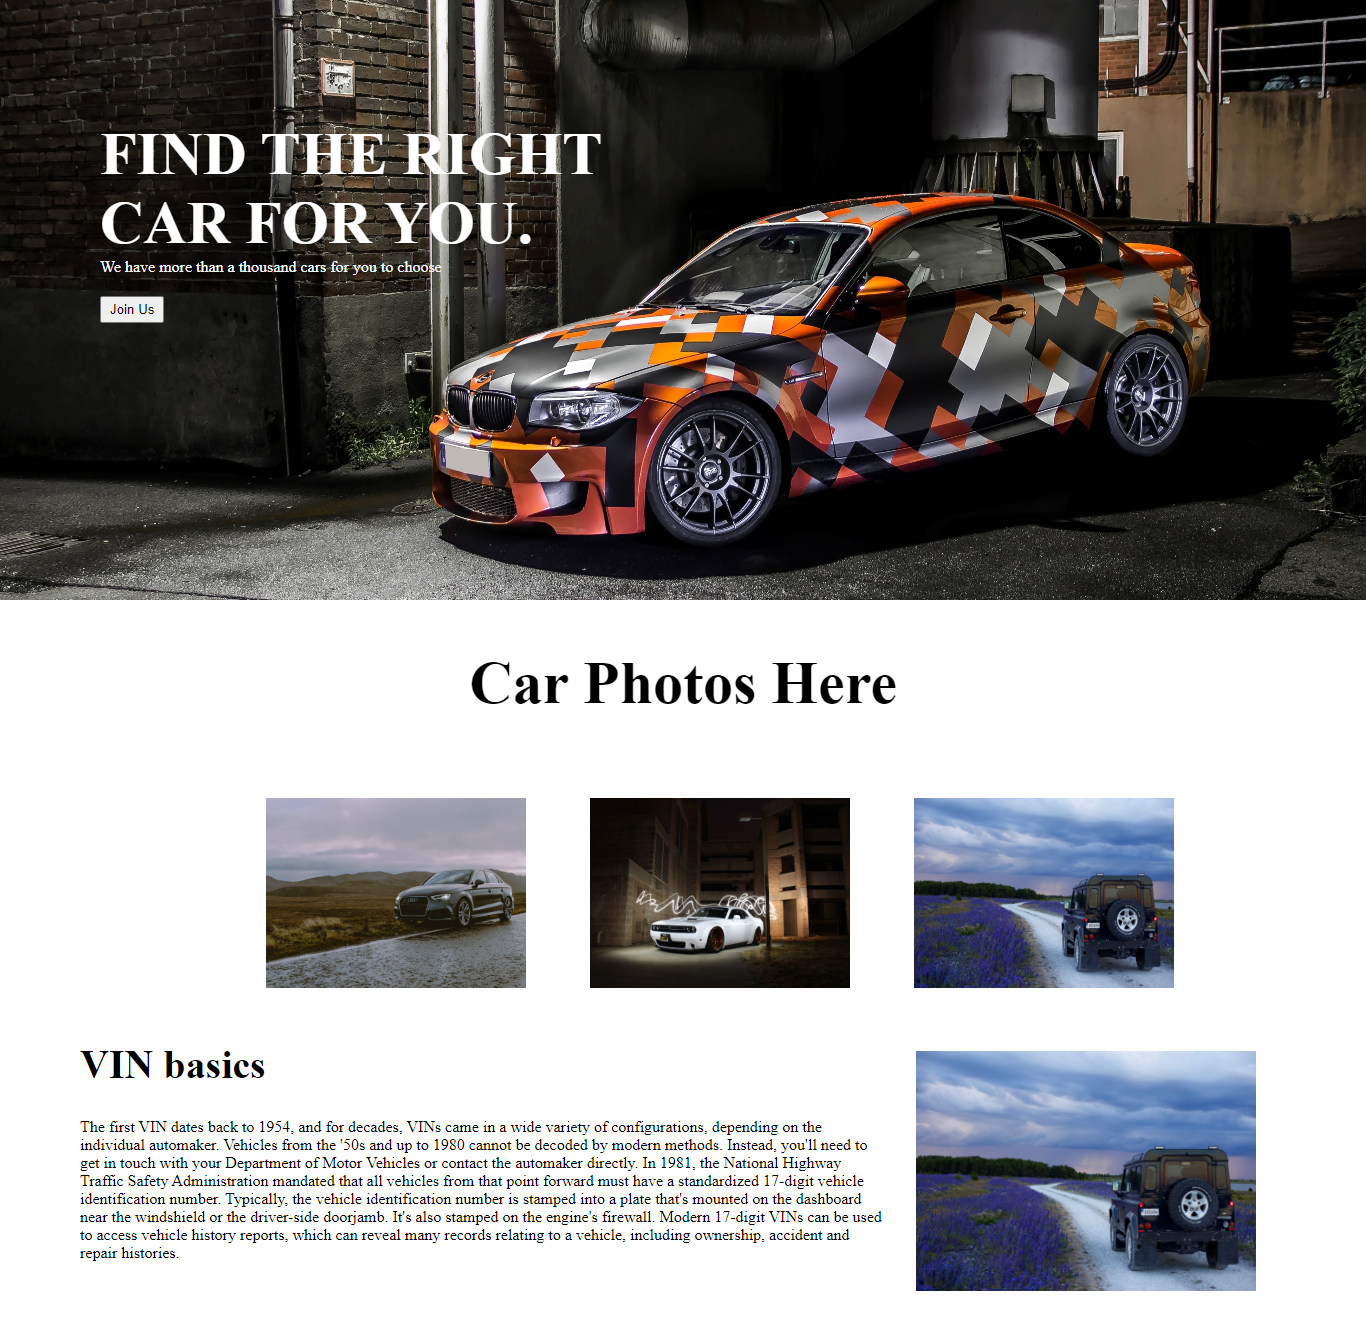 FIND THE RIGHT
CAR FOR YOU.
We have more than a thousand cars for you to choose
Join Us
Car Photos Here
VIN basics
The first VIN dates back to 1954, and for decades, VINs came in a wide variety of configurations, depending on the
individual automaker. Vehicles from the '50s and up to 1980 cannot be decoded by modern methods. Instead, you'll need to
get in touch with your Department of Motor Vehicles or contact the automaker directly. In 1981, the National Highway
Traffic Safety Administration mandated that all vehicles from that point forward must have a standardized 17-digit vehicle
identification number. Typically, the vehicle identification number is stamped into a plate that's mounted on the dashboard
near the windshield or the driver-side doorjamb. It's also stamped on the engine's firewall. Modern 17-digit VINs can be used
to access vehicle history reports, which can reveal many records relating to a vehicle, including ownership, accident and
repair histories.